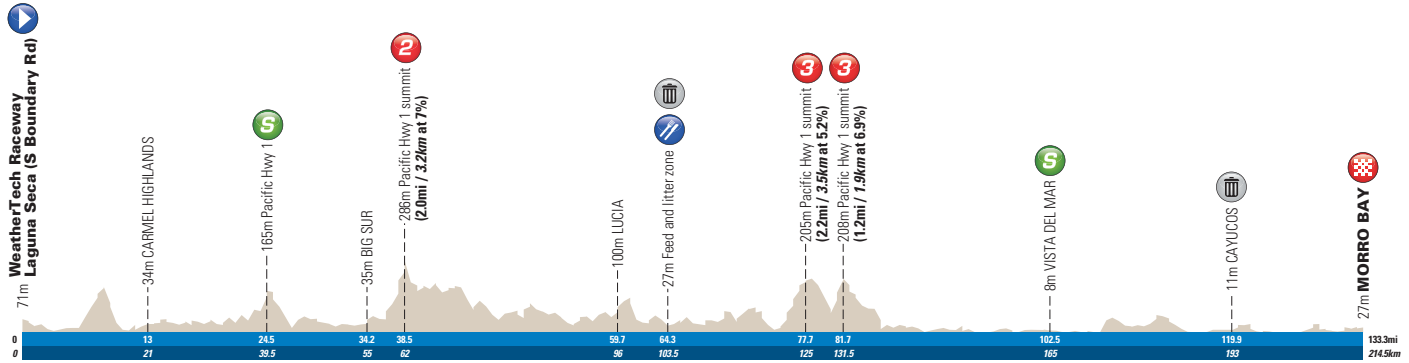 71m WeatherTech Raceway
Laguna Seca (S Boundary Rd)
34m CARMEL HIGHLANDS
S
165m Pacific Hwy 1
35m BIG SUR
2
286m Pacific Hwy 1 summit
(2.0mi / 3.2km at 7%)
100m LUCIA
27m Feed and litter zone
3
205m Pacific Hwy 1 summit
(2.2mi / 3.5km at 5.2%)
3
208m Pacific Hwy 1 summit
(1.2mi / 1.9km at 6.9%)
S
8m VISTA DEL MAR
11m CAYUCOS
27m MORRO BAY
0 13 24.5 34.2 38.5 59.7 64.3 77.7 81.7 102.5 119.9 133.3mi
0 21 39.5 55 62 96 103.5 125 131.5 165 193 214.5km